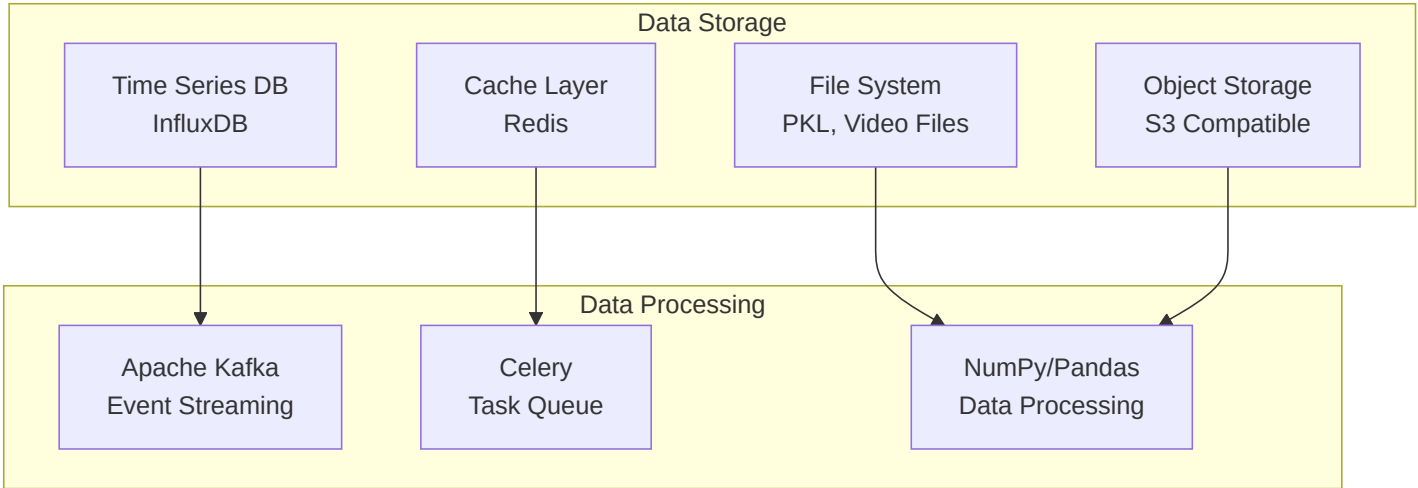 Data Storage
Time Series DB
InfluxDB
Cache Layer
Redis
File System
PKL, Video Files
Object Storage
S3 Compatible
Data Processing
Apache Kafka
Event Streaming
Celery
Task Queue
NumPy/Pandas
Data Processing